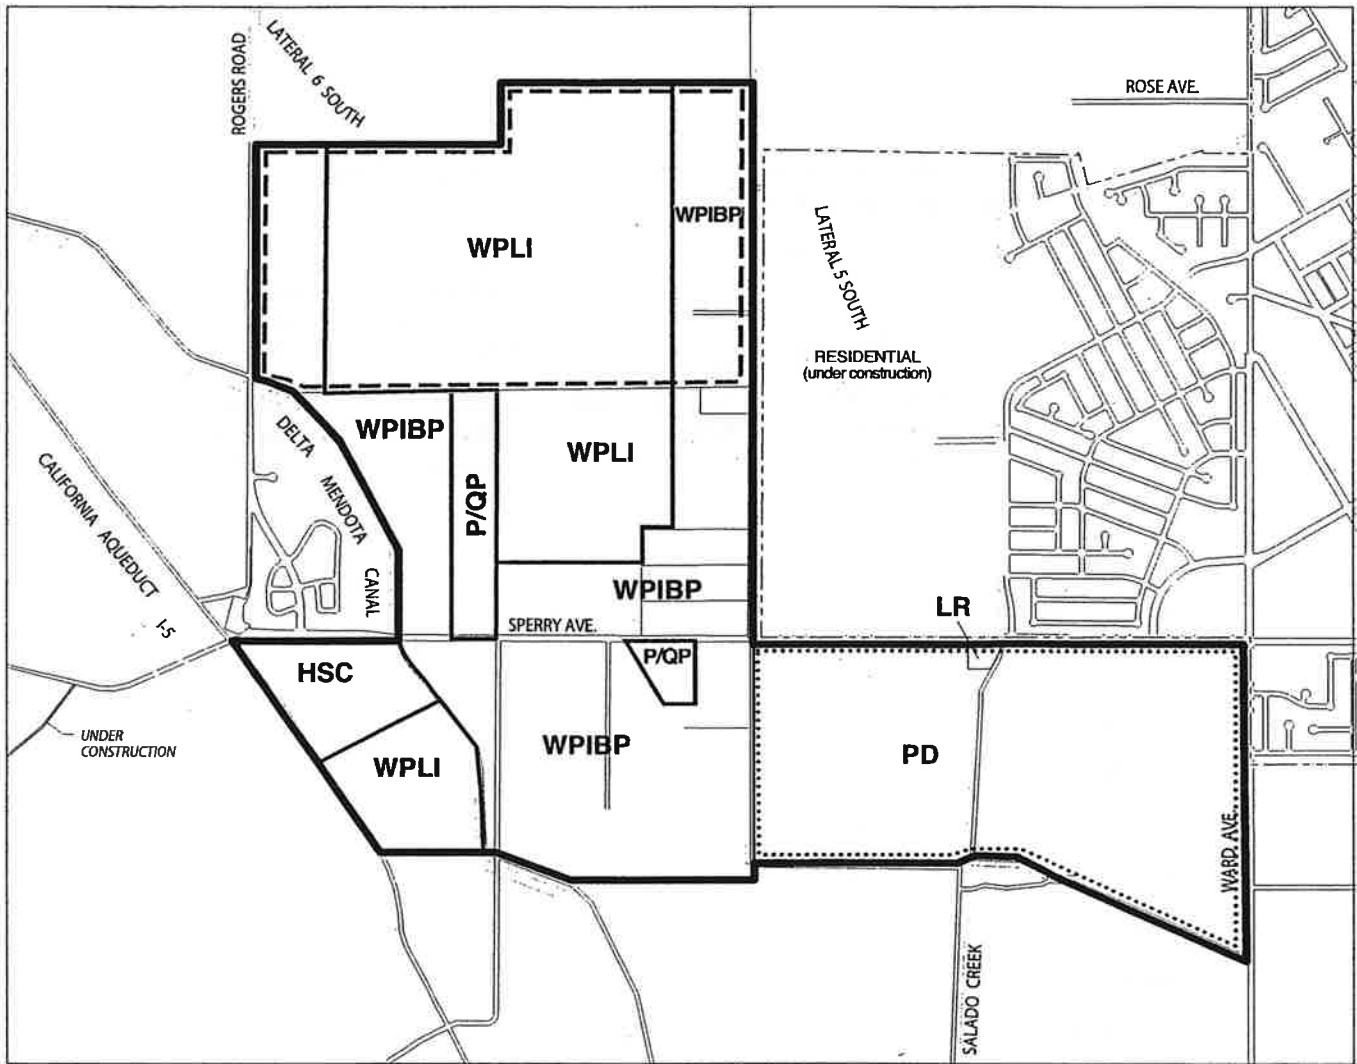 ROGERS ROAD
LATERAL 6 SOUTH
ROSE AVE.
WPLI
WPIBP
LATERAL 5 SOUTH
RESIDENTIAL
(under construction)
WPIBP
P/QP
WPLI
DELTA
MENDOTA
CANAL
CALIFORNIA AQUEDUCT
I-5
WPIBP
LR
SPERRY AVE.
P/QP
HSC
WPLI
WPIBP
PD
UNDER
CONSTRUCTION
WARD AVE.
SALADO CREEK